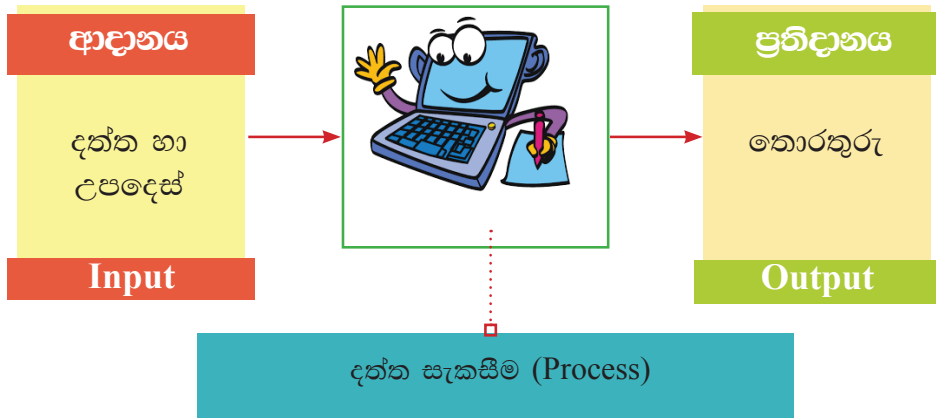 ආදානය
දත්ත හා
උපදෙස්
Input
ප්‍රතිදානය
තොරතුරු
Output
දත්ත සැකසීම (Process)